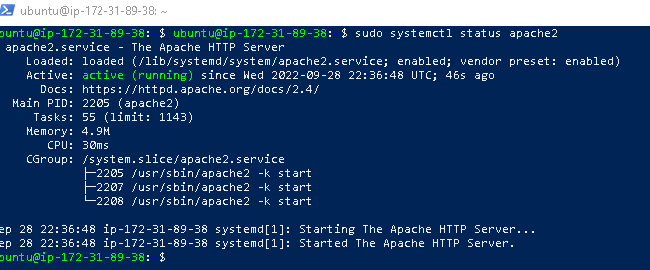 ubuntu@ip-172-31-89-38: ~
ubuntu@ip-172-31-89-38: $ ubuntu@ip-172-31-89-38: $ sudo systemctl status apache2
apache2.service - The Apache HTTP Server
Loaded: loaded (/lib/systemd/system/apache2.service; enabled; vendor preset: enabled)
Active: active (running) since Wed 2022-09-28 22:36:48 UTC; 46s ago
Docs: https://httpd.apache.org/docs/2.4/
Main PID: 2205 (apache2)
Tasks: 55 (limit: 1143)
Memory: 4.9M
CPU: 30ms
CGroup: /system.slice/apache2.service
├─2205 /usr/sbin/apache2 -k start
├─2207 /usr/sbin/apache2 -k start
└─2208 /usr/sbin/apache2 -k start
ep 28 22:36:48 ip-172-31-89-38 systemd[1]: Starting The Apache HTTP Server...
ep 28 22:36:48 ip-172-31-89-38 systemd[1]: Started The Apache HTTP Server.
ubuntu@ip-172-31-89-38: $